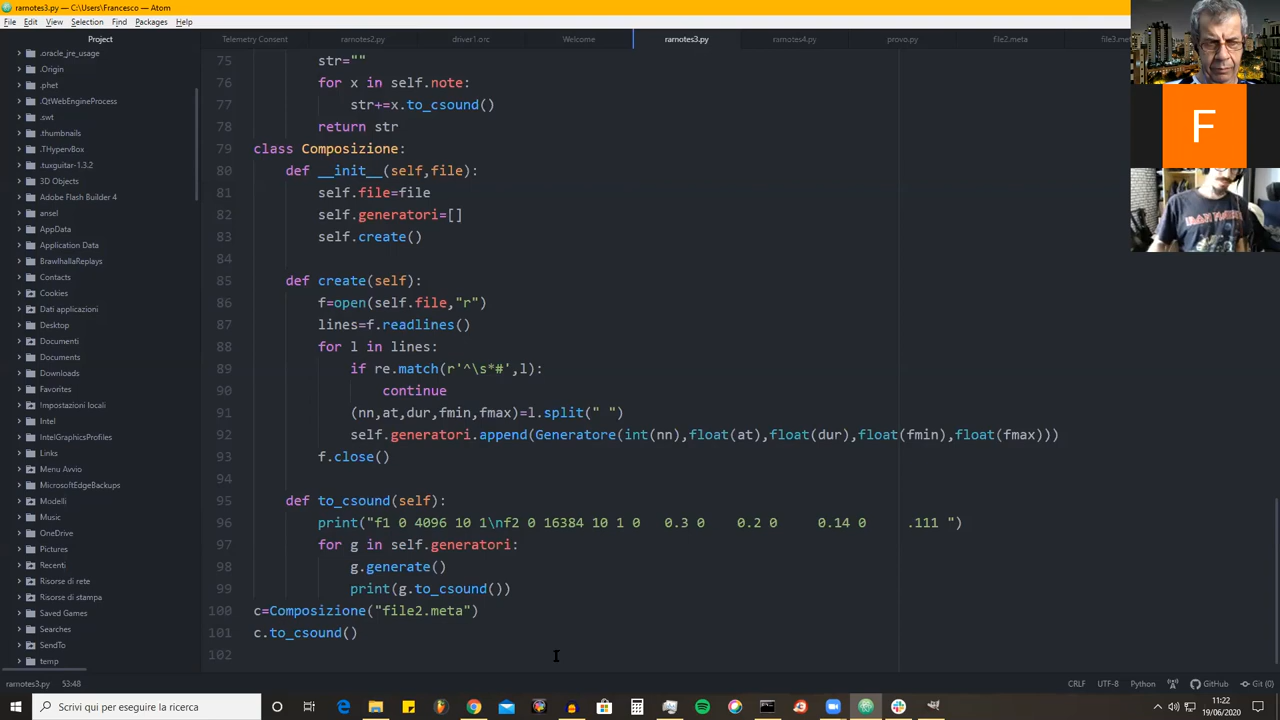 rarnotes3.py — C:\Users\Francesco — Atom
File Edit View Selection Find Packages Help
Project
Telemetry Consent rarnotes2.py driver1.orc Welcome rarnotes3.py rarnotes4.py provo.py file2.meta
.oracle_jre_usage
.Origin
.phet
.QtWebEngineProcess
.swt
.thumbnails
.THypervBox
.tuxguitar-1.3.2
3D Objects
Adobe Flash Builder 4
ansel
AppData
Application Data
BrawlhallaReplays
Contacts
Cookies
Dati applicazioni
Desktop
Documenti
Documents
Downloads
Favorites
Impostazioni locali
Intel
IntelGraphicsProfiles
Links
Menu Avvio
MicrosoftEdgeBackups
Modelli
Music
OneDrive
Pictures
Recenti
Risorse di rete
Risorse di stampa
Saved Games
Searches
SendTo
temp
75 str=""
76 for x in self.note:
77 str+=x.to_csound()
78 return str
79 class Composizione:
80 def __init__(self,file):
81 self.file=file
82 self.generatori=[]
83 self.create()
84
85 def create(self):
86 f=open(self.file,"r")
87 lines=f.readlines()
88 for l in lines:
89 if re.match(r'^\s*#',l):
90 continue
91 (nn,at,dur,fmin,fmax)=l.split(" ")
92 self.generatori.append(Generatore(int(nn),float(at),float(dur),float(fmin),float(fmax)))
93 f.close()
94
95 def to_csound(self):
96 print("f1 0 4096 10 1\nf2 0 16384 10 1 0 0.3 0 0.2 0 0.14 0 .111 ")
97 for g in self.generatori:
98 g.generate()
99 print(g.to_csound())
100 c=Composizione("file2.meta")
101 c.to_csound()
102
F
IRON MAIDEN
rarnotes3.py 53:48 CRLF UTF-8 Python GitHub Git (0)
Scrivi qui per eseguire la ricerca
11:22
19/06/2020